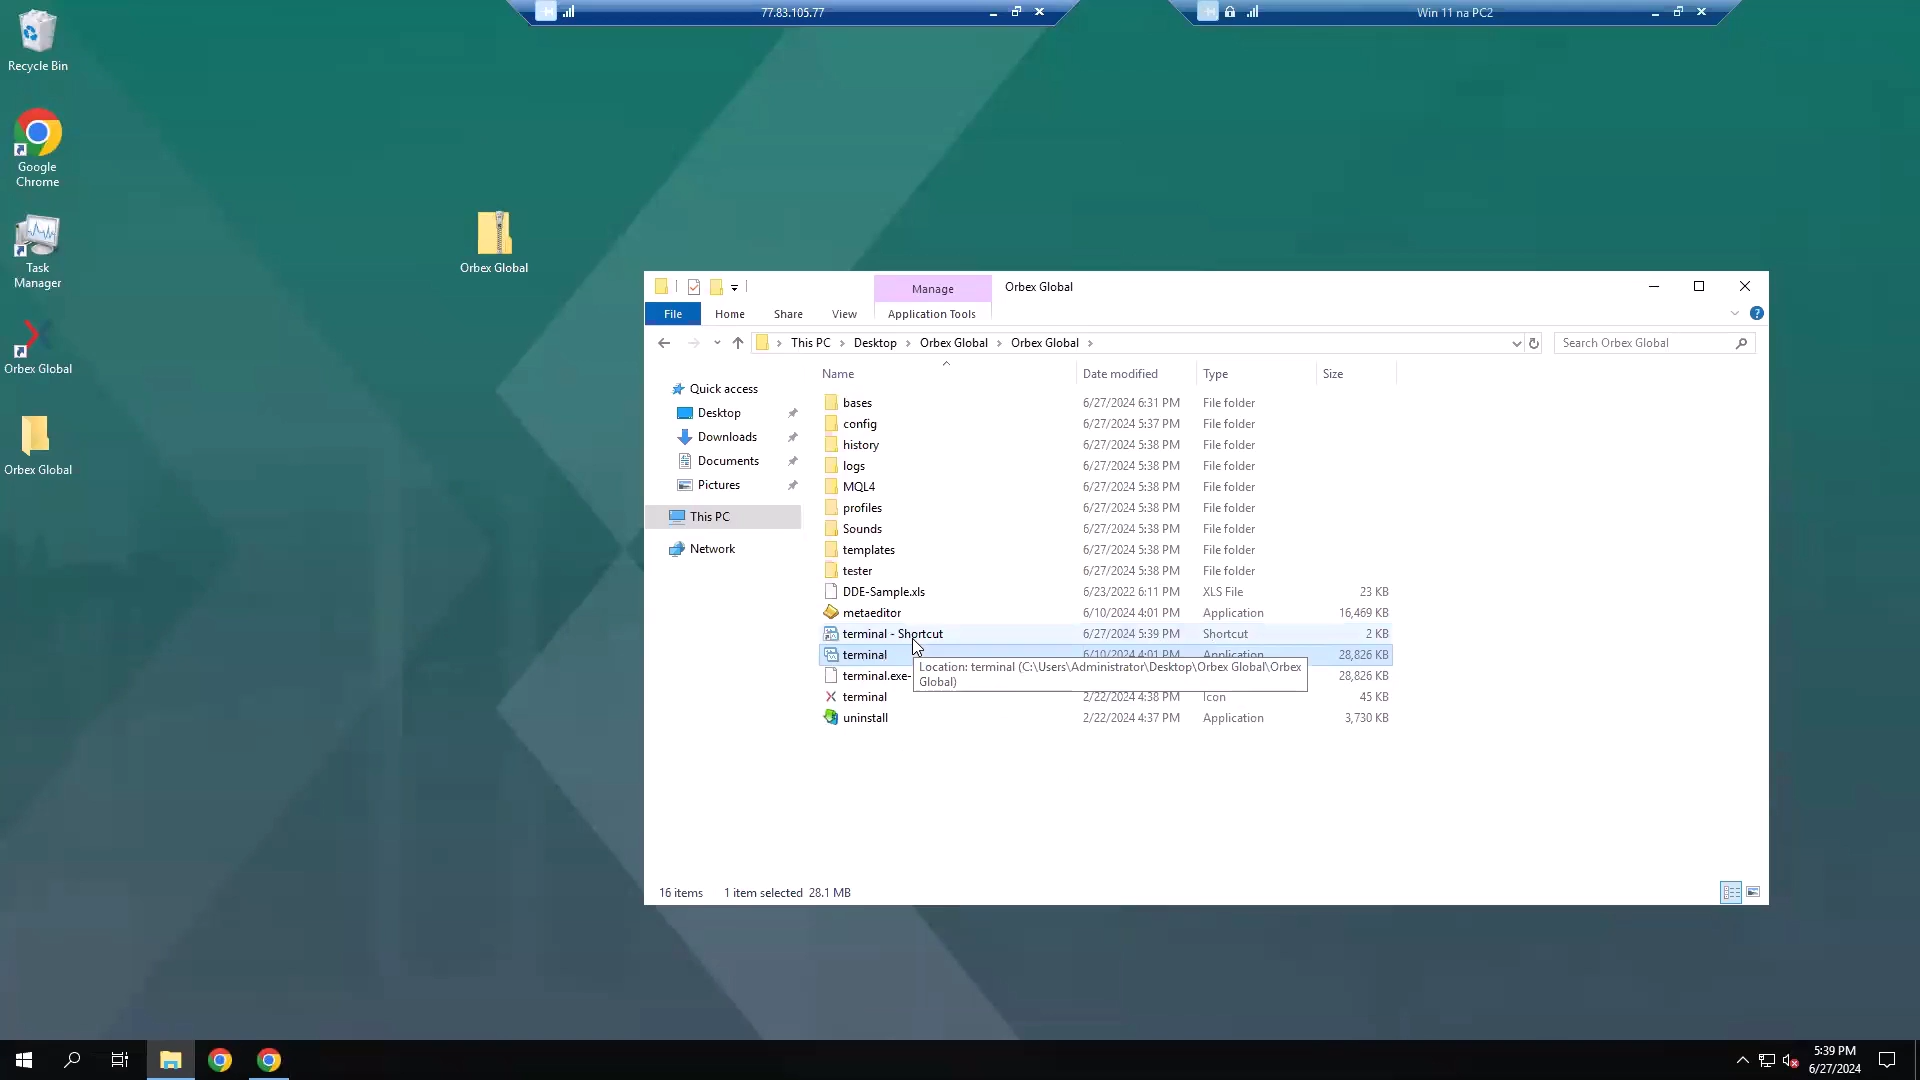 77.83.105.77
Win 11 na PC2
Recycle Bin
Google
Chrome
Task
Manager
Orbex Global
Orbex Global
Orbex Global
Manage
Orbex Global
File
Home
Share
View
Application Tools
This PC
Desktop
Orbex Global
Orbex Global
Search Orbex Global
Name
Date modified
Type
Size
Quick access
Desktop
Downloads
Documents
Pictures
This PC
Network
bases 6/27/2024 6:31 PM File folder
config 6/27/2024 5:37 PM File folder
history 6/27/2024 5:38 PM File folder
logs 6/27/2024 5:38 PM File folder
MQL4 6/27/2024 5:38 PM File folder
profiles 6/27/2024 5:38 PM File folder
Sounds 6/27/2024 5:38 PM File folder
templates 6/27/2024 5:38 PM File folder
tester 6/27/2024 5:38 PM File folder
DDE-Sample.xls 6/23/2022 6:11 PM XLS File 23 KB
metaeditor 6/10/2024 4:01 PM Application 16,469 KB
terminal - Shortcut 6/27/2024 5:39 PM Shortcut 2 KB
terminal 6/10/2024 4:01 PM Application 28,826 KB
Location: terminal (C:\Users\Administrator\Desktop\Orbex Global\Orbex
Global)
terminal.exe- 28,826 KB
terminal 2/22/2024 4:38 PM Icon 45 KB
uninstall 2/22/2024 4:37 PM Application 3,730 KB
16 items
1 item selected 28.1 MB
5:39 PM
6/27/2024